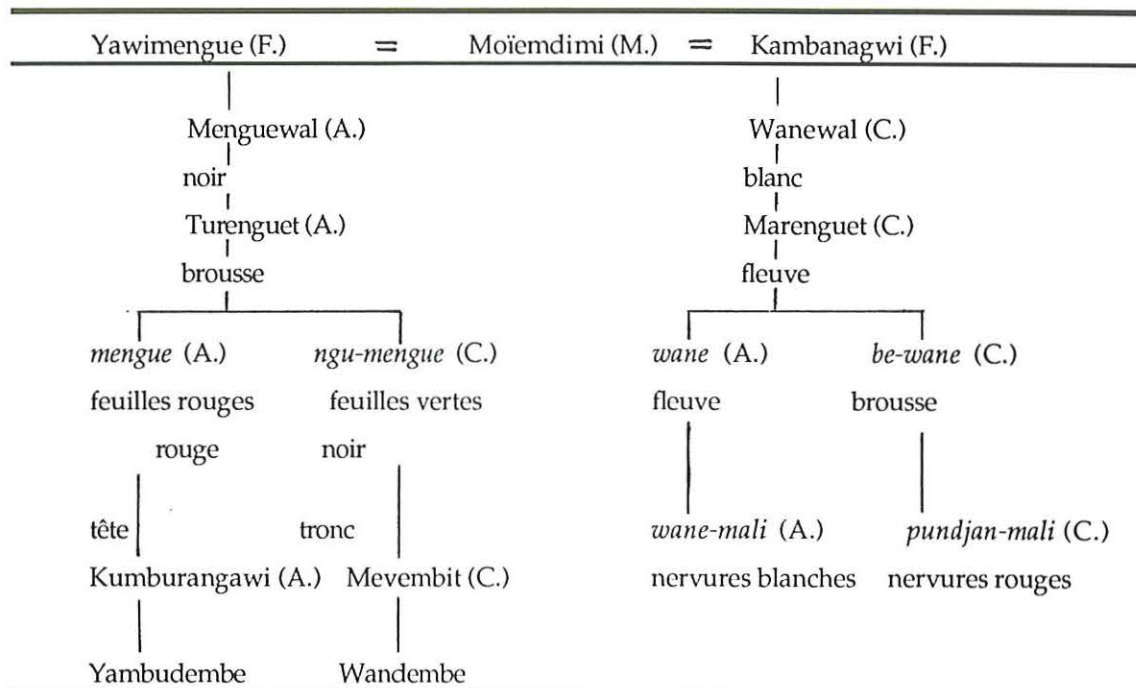 Yawimengue (F.) = Moïemdimi (M.) = Kambanagwi (F.)
Menguewal (A.) Wanewal (C.)
noir blanc
Turenguet (A.) Marenguet (C.)
brousse fleuve
mengue (A.) ngu-mengue (C.) wane (A.) be-wane (C.)
feuilles rouges feuilles vertes fleuve brousse
rouge noir
tête tronc wane-mali (A.) pundjan-mali (C.)
Kumburangawi (A.) Mevembit (C.) nervures blanches nervures rouges
Yambudembe Wandembe